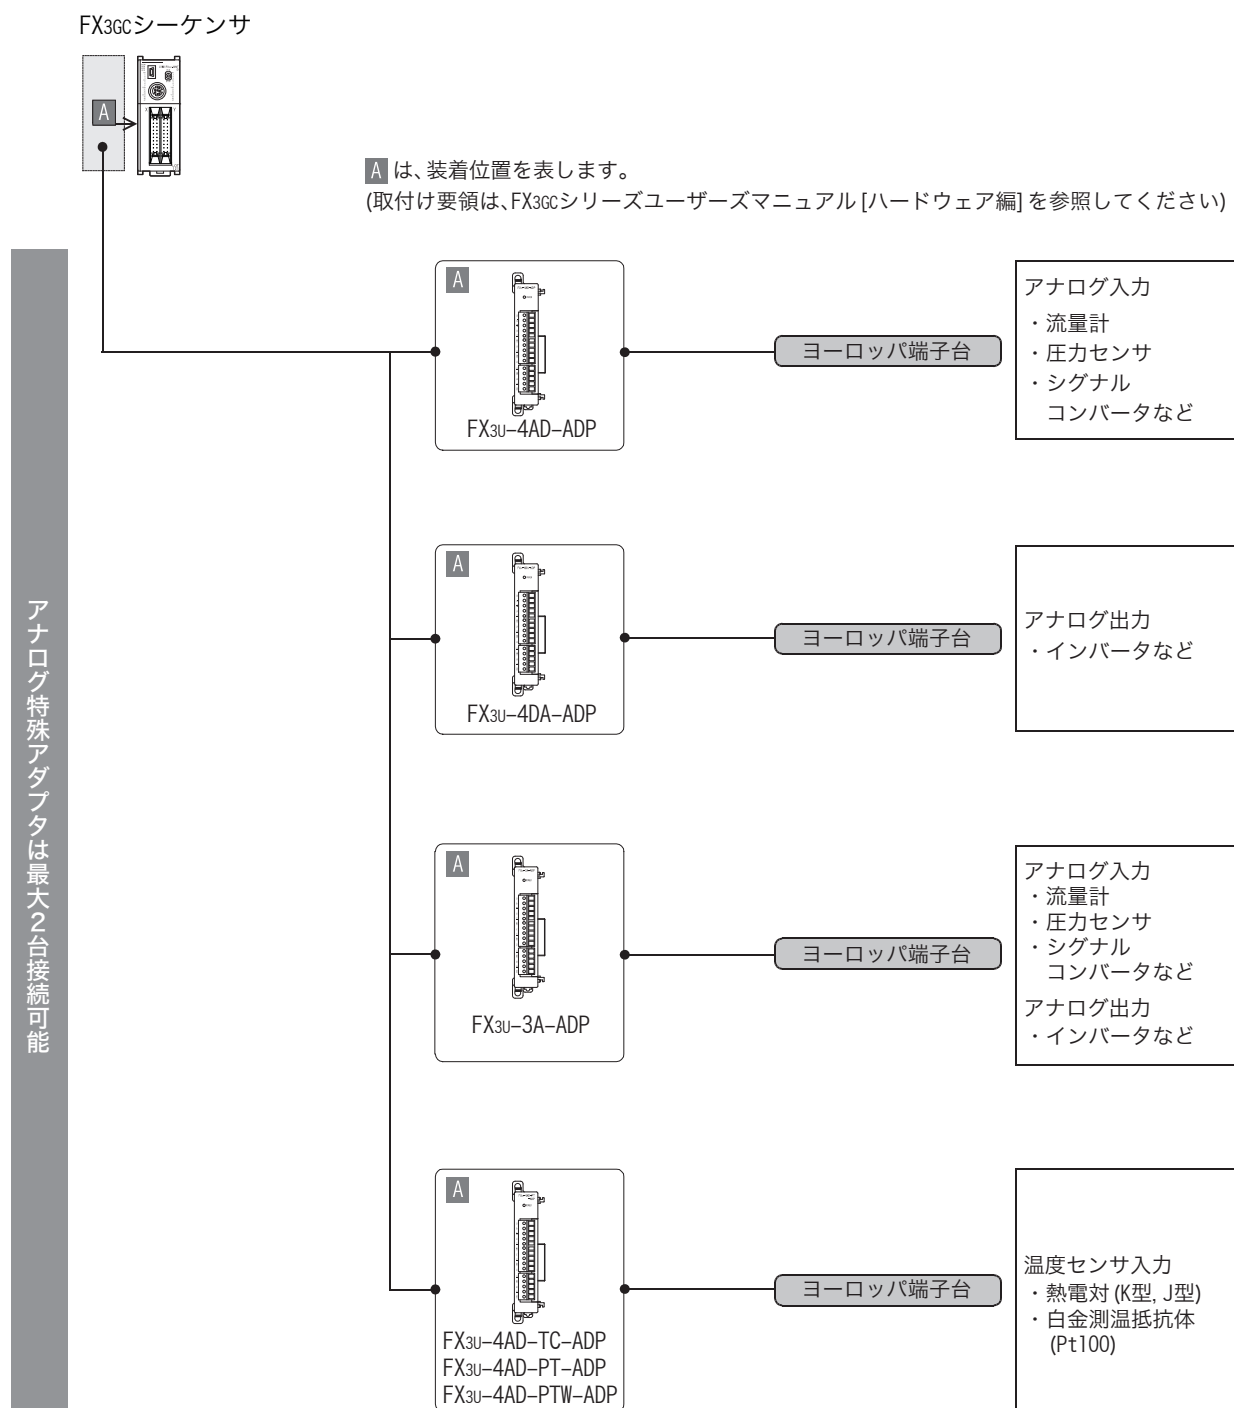 FX3GCシーケンサ
A
A は、装着位置を表します。
(取付け要領は、FX3GCシリーズユーザーズマニュアル [ハードウェア編] を参照してください)
アナログ特殊アダプタは最大2台接続可能
A
FX3U−4AD−ADP
ヨーロッパ端子台
アナログ入力
・流量計
・圧力センサ
・シグナル
コンバータなど
A
FX3U−4DA−ADP
ヨーロッパ端子台
アナログ出力
・インバータなど
A
FX3U−3A−ADP
ヨーロッパ端子台
アナログ入力
・流量計
・圧力センサ
・シグナル
コンバータなど
アナログ出力
・インバータなど
A
FX3U−4AD−TC−ADP
FX3U−4AD−PT−ADP
FX3U−4AD−PTW−ADP
ヨーロッパ端子台
温度センサ入力
・熱電対 (K型, J型)
・白金測温抵抗体
(Pt100)